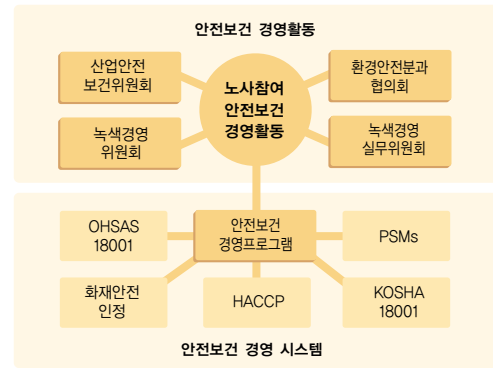 안전보건 경영활동
산업안전
보건위원회
환경안전분과
협의회
노사참여
안전보건
경영활동
녹색경영
위원회
녹색경영
실무위원회
OHSAS
18001
안전보건
경영프로그램
PSMs
화재안전
인정
HACCP
KOSHA
18001
안전보건 경영 시스템